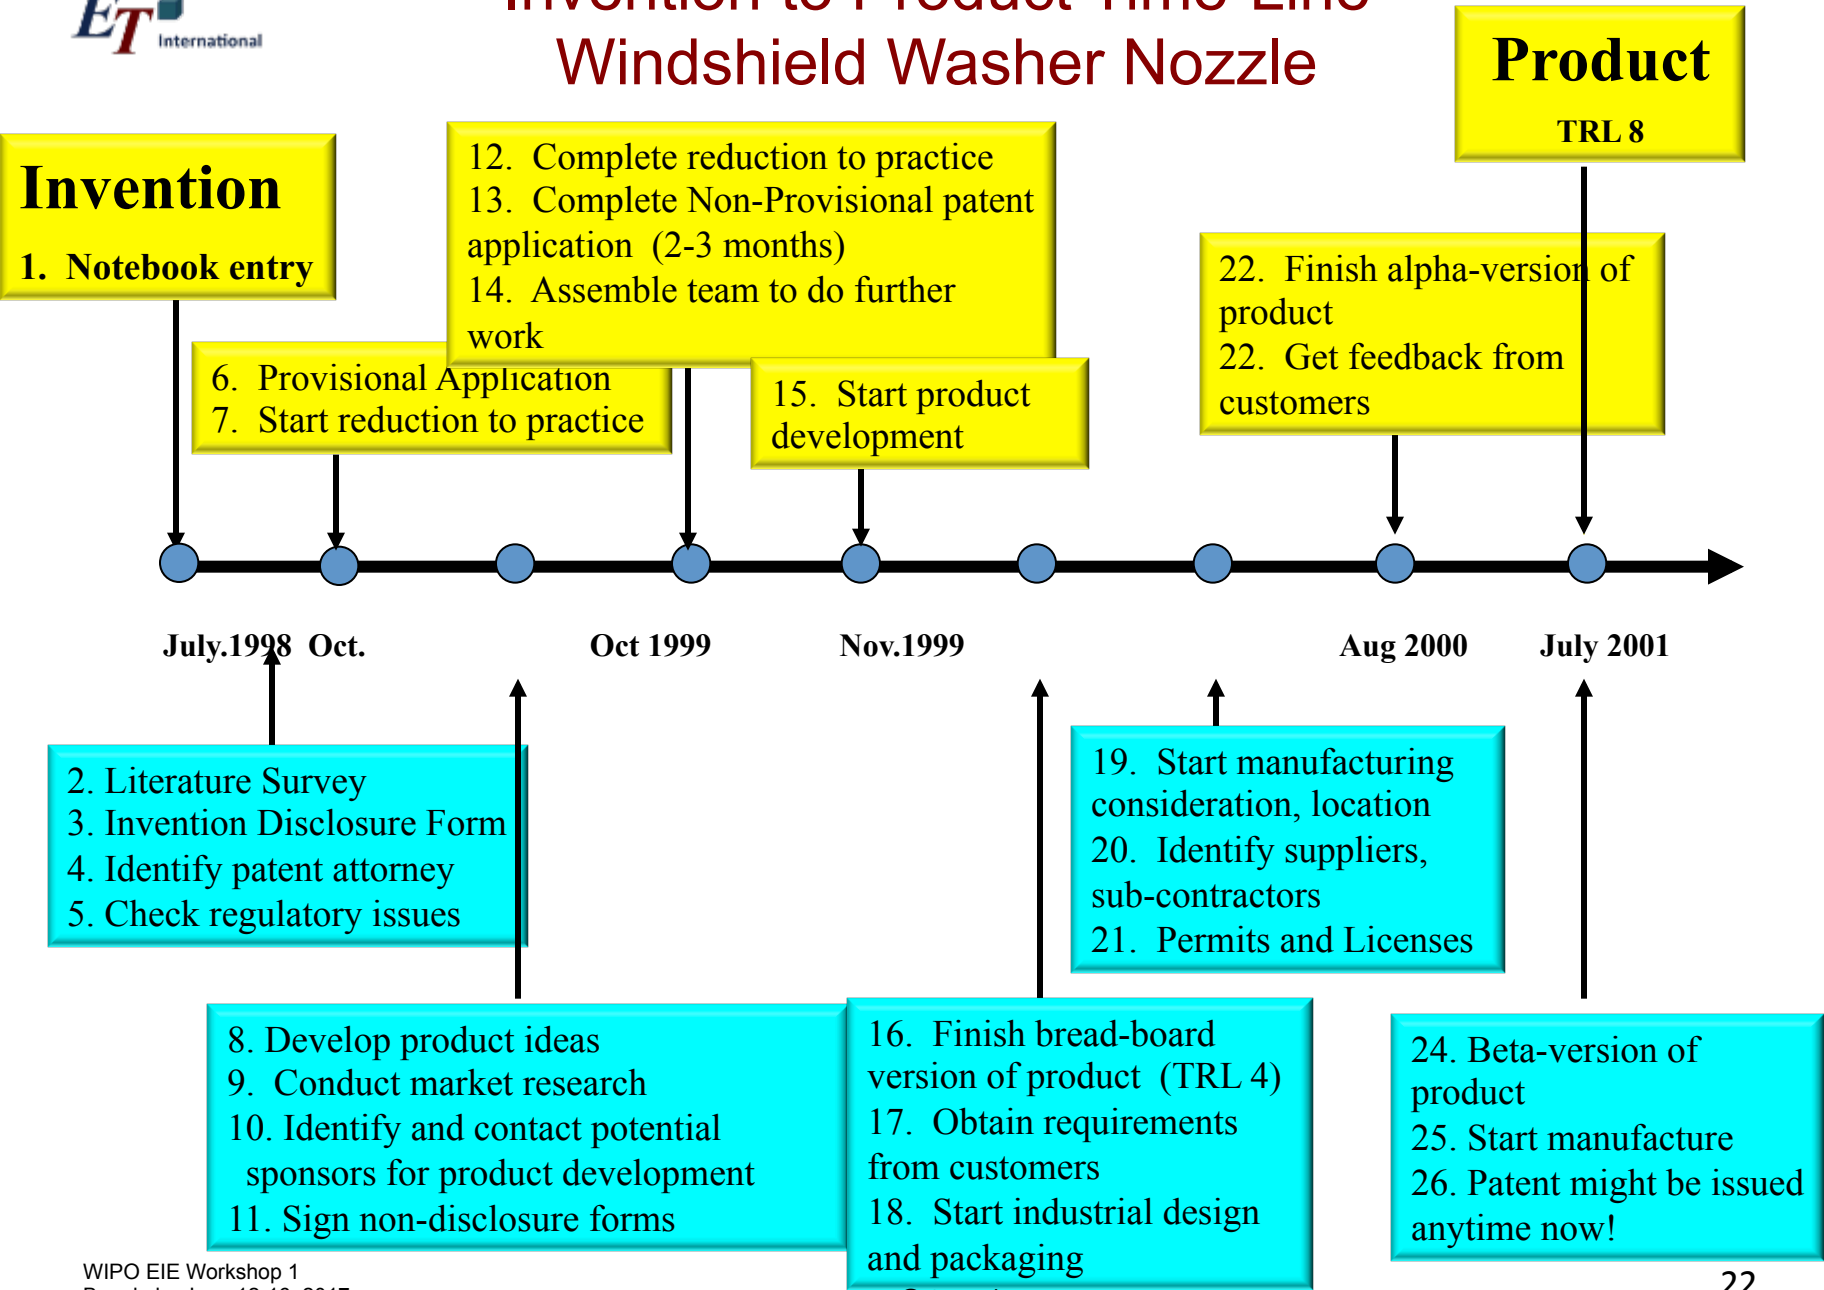 ET
International
Invention to Product Time Line
Windshield Washer Nozzle
Product
TRL 8
Invention
1. Notebook entry
12. Complete reduction to practice
13. Complete Non-Provisional patent
application (2-3 months)
14. Assemble team to do further
work
6. Provisional Application
7. Start reduction to practice
15. Start product
development
22. Finish alpha-version of
product
22. Get feedback from
customers
July.1998 Oct.
Oct 1999
Nov.1999
Aug 2000
July 2001
2. Literature Survey
3. Invention Disclosure Form
4. Identify patent attorney
5. Check regulatory issues
19. Start manufacturing
consideration, location
20. Identify suppliers,
sub-contractors
21. Permits and Licenses
8. Develop product ideas
9. Conduct market research
10. Identify and contact potential
sponsors for product development
11. Sign non-disclosure forms
16. Finish bread-board
version of product (TRL 4)
17. Obtain requirements
from customers
18. Start industrial design
and packaging
24. Beta-version of
product
25. Start manufacture
26. Patent might be issued
anytime now!
WIPO EIE Workshop 1
2017
22